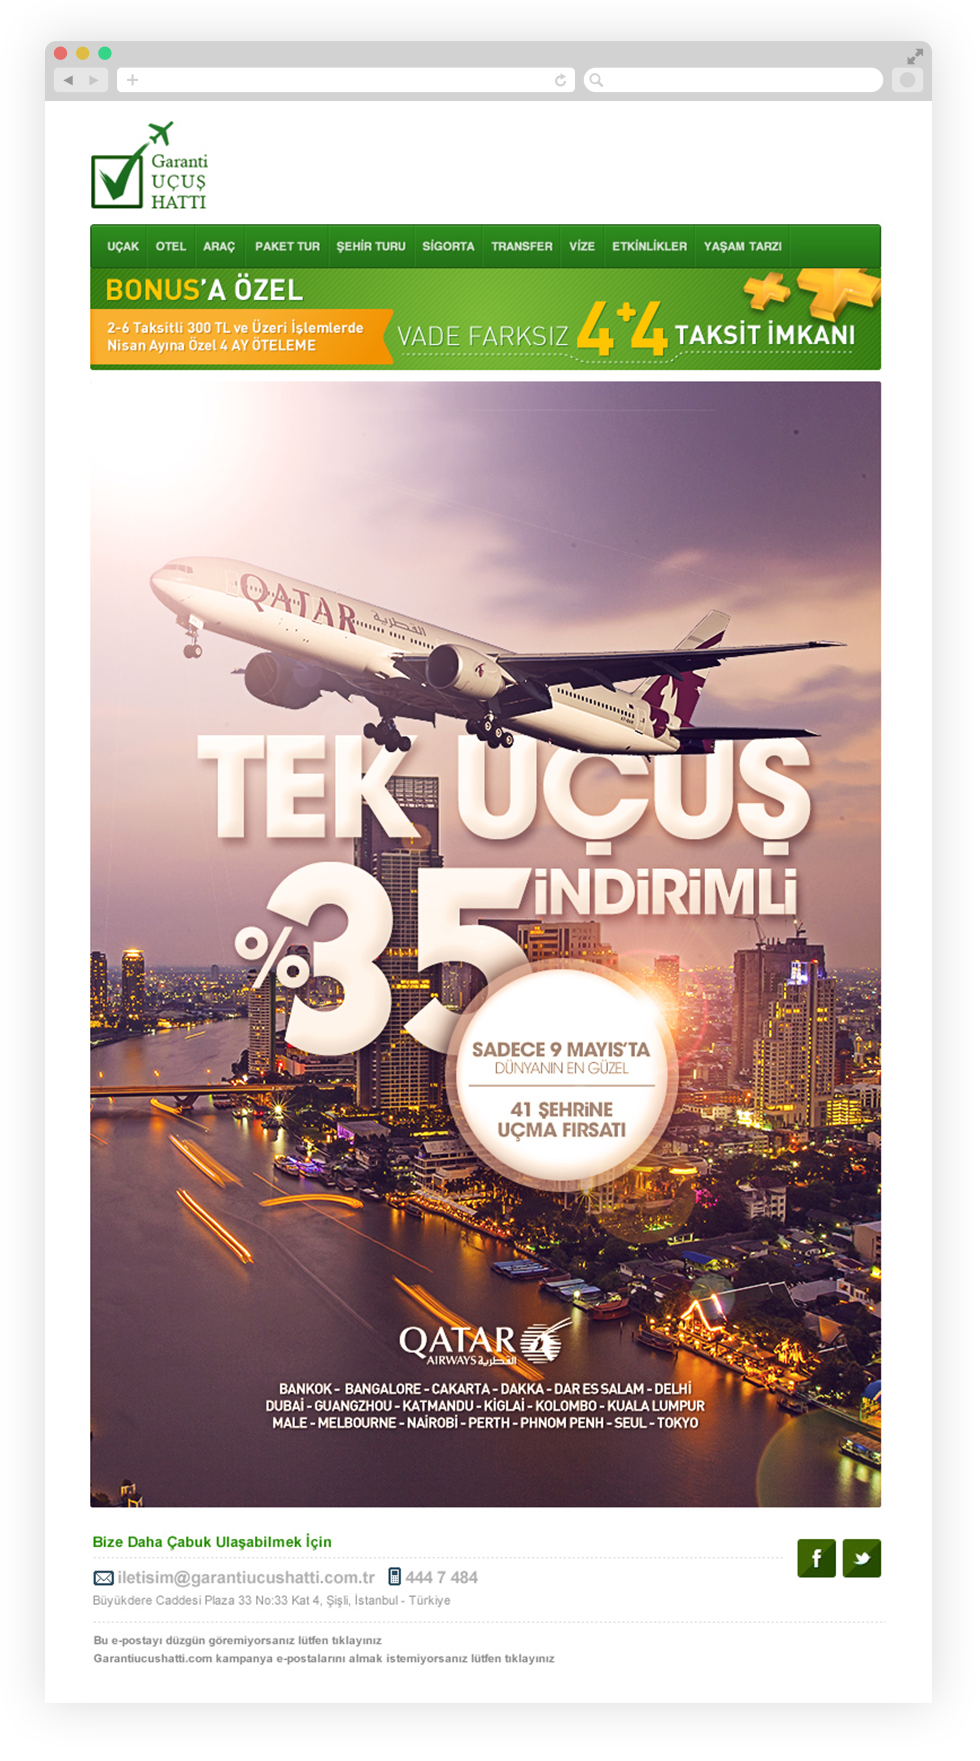 Garanti
UÇUŞ
HATTI
UÇAK OTEL ARAÇ PAKET TUR ŞEHİR TURU SİGORTA TRANSFER VİZE ETKİNLİKLER YAŞAM TARZI
BONUS'A ÖZEL
2-6 Taksitli 300 TL ve Üzeri İşlemlerde
Nisan Ayına Özel 4 AY ÖTELEME
VADE FARKSIZ 4+4 TAKSİT İMKANI
QATAR القطرية
TEK UÇUŞ
%35 İNDİRİMLİ
SADECE 9 MAYIS'TA
DÜNYANIN EN GÜZEL
41 ŞEHRİNE
UÇMA FIRSATI
QATAR
AIRWAYS القطرية
BANKOK - BANGALORE - CAKARTA - DAKKA - DAR ES SALAM - DELHİ
DUBAİ - GUANGZHOU - KATMANDU - KİGLAİ - KOLOMBO - KUALA LUMPUR
MALE - MELBOURNE - NAİROBİ - PERTH - PHNOM PENH - SEUL - TOKYO
Bize Daha Çabuk Ulaşabilmek İçin
iletisim@garantiucushatti.com.tr 444 7 484
Büyükdere Caddesi Plaza 33 No:33 Kat 4, Şişli, İstanbul - Türkiye
Bu e-postayı düzgün göremiyorsanız lütfen tıklayınız
Garantiucushatti.com kampanya e-postalarını almak istemiyorsanız lütfen tıklayınız